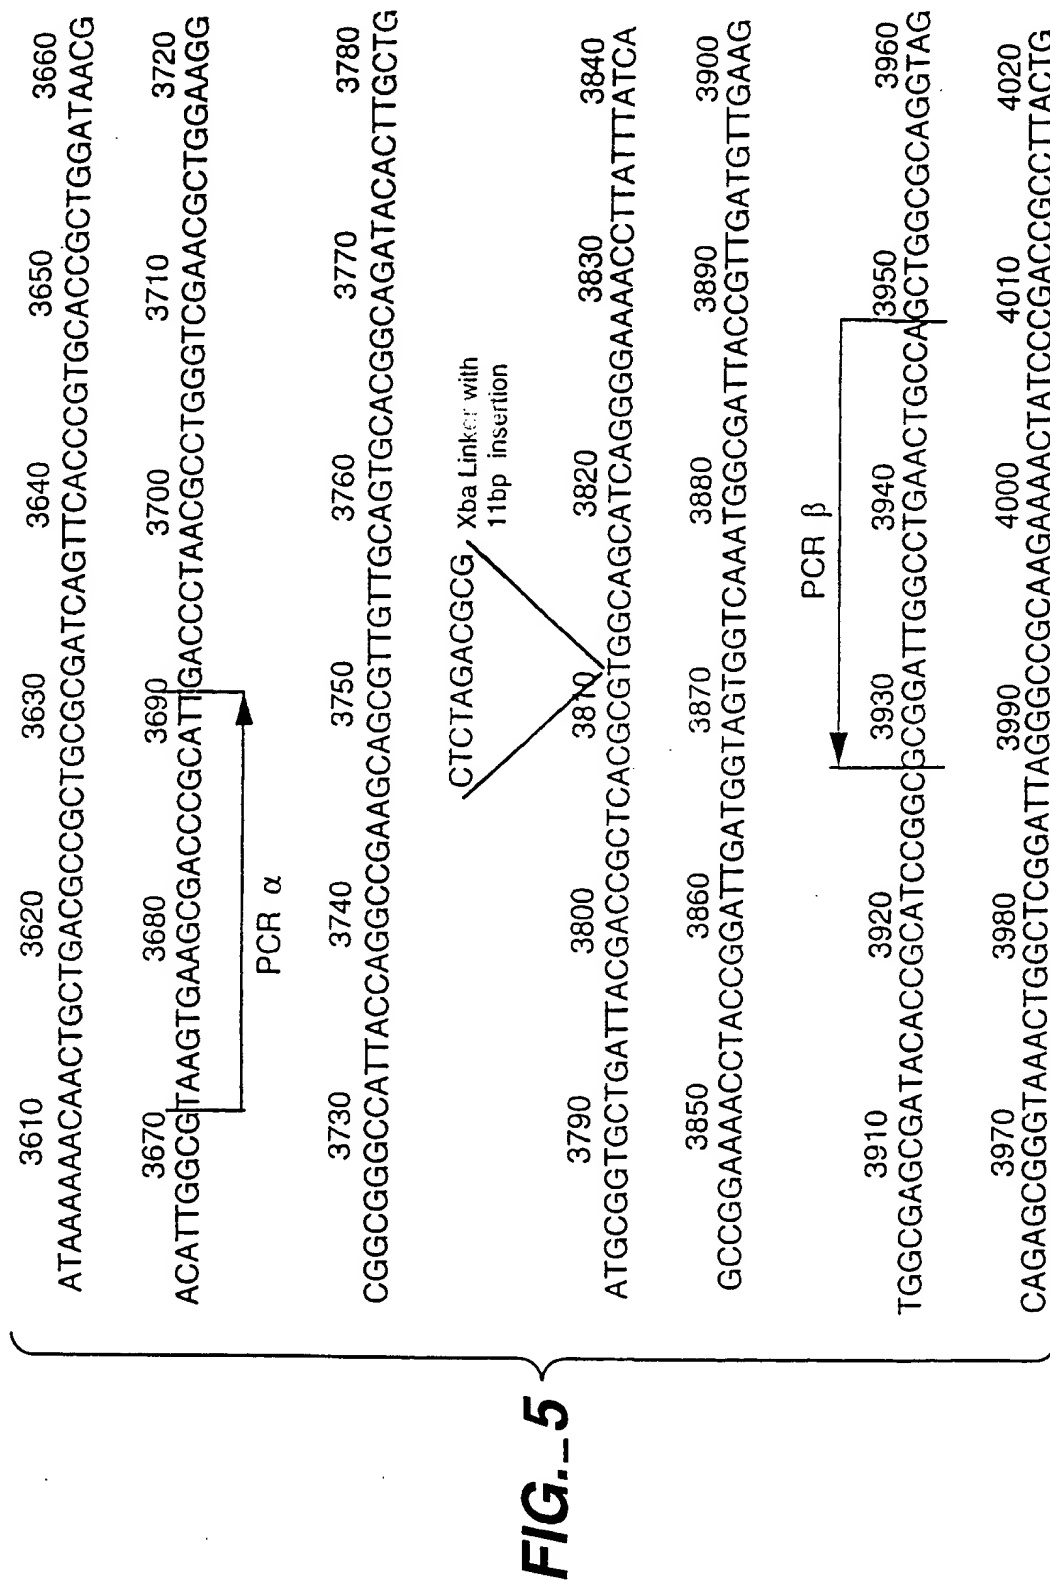 3610 3620 3630 3640 3650 3660
ATAAAAACAACTGCTGACGCCGCTGCGCGATCAGTTCACCCGTGCACCGCTGGATAACG
3670 3680 3690 3700 3710 3720
ACATTGGCGTAAGTGAAGCGACCCGCATTGACCCTAACGCCTGGGTCGAACGCTGGAAGG
PCR α
3730 3740 3750 3760 3770 3780
CGGCGGGCCATTACCAGGCCGAAGCAGCGTTGTTGCAGTGCACGGCAGATACACTTGCTG
CTCTAGACGCG Xba Linker with
11bp insertion
3790 3800 3810 3820 3830 3840
ATGCGGTGCTGATTACGACCGCTCACGCGTGGCAGCATCAGGGGAAAACCTTATTTATCA
3850 3860 3870 3880 3890 3900
GCCGGAAAACCTACCGGATTGATGGTAGTGGTCAAATGGCGATTACCGTTGATGTTGAAG
PCR β
3910 3920 3930 3940 3950 3960
TGGCGAGCGATACACCGCATCCGGCGCGGATTGGCCTGAACTGCCAGCTGGCGCAGGTAG
3970 3980 3990 4000 4010 4020
CAGAGCGGGTAAACTGGCTCGGATTAGGGCCGCAAGAAAACTATCCCGACCGCCTTACTG
FIG._5